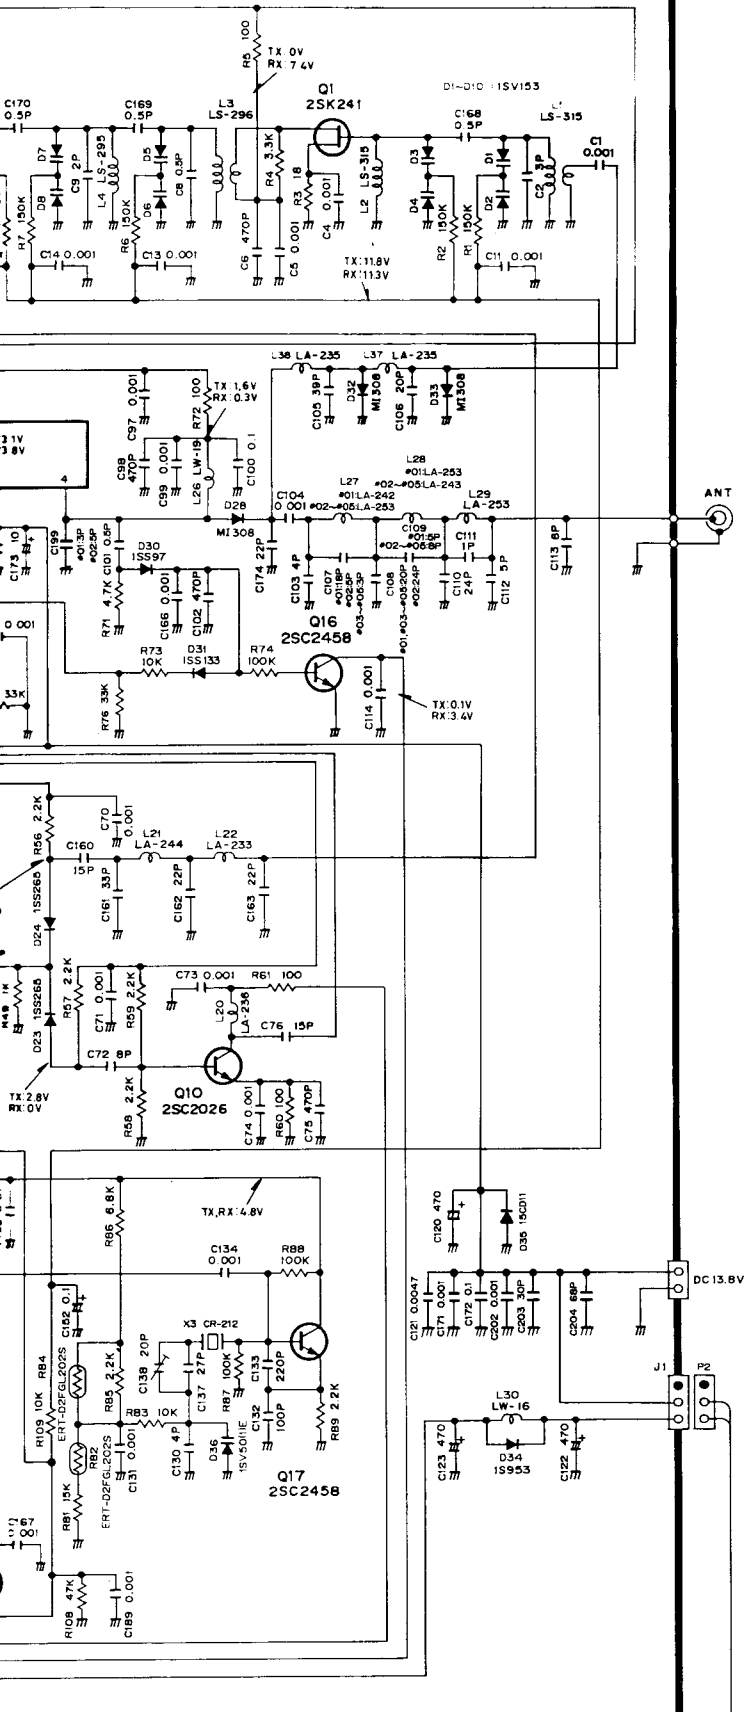 R5 100
TX:0V
RX:7.4V
Q1
2SK241
D1~D10 : 1SV153
C170
0.5P
C169
0.5P
L3
LS-296
C168
0.5P
LS-315
C1
0.001
D7
C9 2P
LS-295
L4
D5
C8 0.5P
R4 3.3K
18
R3
0.001
C4
LS-315
L2
D3
D1
3P
C2
D8
R7 150K
D6
R6 150K
470P
C6
0.001
C5
D4
150K
R2
D2
150K
R1
C14 0.001
C13 0.001
TX:11.8V
RX:11.3V
C11 0.001
L38 LA-235
L37 LA-235
0.001
C97
R72 100
TX:1.6V
RX:0.3V
C105 39P
D32
MI308
20P
C106
D33
MI308
4
C98
470P
C99 0.001
L26 LW-19
C100 0.1
L28
#01:LA-253
#02~#05:LA-243
L27
#01:LA-242
#02~#05:LA-253
L29
LA-253
ANT
D28
MI308
C104
0.001
C173 10
C199
#01:3P
#02:5P
C101 0.5P
D30
1SS97
C174 22P
C103 4P
C107
#01:18P
#02:5P
#03~#05:3P
C108
#01,#03~#05:20P
#02:24P
C109
#01:5P
#02~#05:8P
C111
1P
C110
24P
C112 5P
C113 8P
R71 4.7K
C166 0.001
C102 470P
Q16
2SC2458
0.001
R73
10K
D31
1SS133
R74
100K
33K
R76 33K
C114 0.001
TX:0.1V
RX:3.4V
R56 2.2K
C70
0.001
L21
LA-244
L22
LA-233
C160
15P
D24 1SS265
C161 33P
C162 22P
C163 22P
R49 1K
D23 1SS265
R57 2.2K
C71 0.001
R59 2.2K
C73 0.001
R61 100
L20
LA-236
C76 15P
C72 8P
TX:2.8V
RX:0V
R58 2.2K
Q10
2SC2026
C74 0.001
R60 100
C75 470P
R86 6.8K
TX,RX:4.8V
C120 470
D35 15CD11
C134
0.001
R88
100K
DC13.8V
C152 0.1
C121 0.0047
C171 0.001
C172 0.1
C202 0.001
C203 30P
C204 68P
X3 CR-212
20P
C138
27P
C137
R87 100K
C133
220P
R84
ERT-D2FGL202S
R85 2.2K
R83 10K
C132
100P
R89 2.2K
J1
P2
L30
LW-16
R109 10K
R82
ERT-D2FGL202S
C131 0.001
C130 4P
D36
1SV50(1)E
C123 470
D34
1S953
C122 470
R81 15K
Q17
2SC2458
0.001
R108 47K
C189 0.001